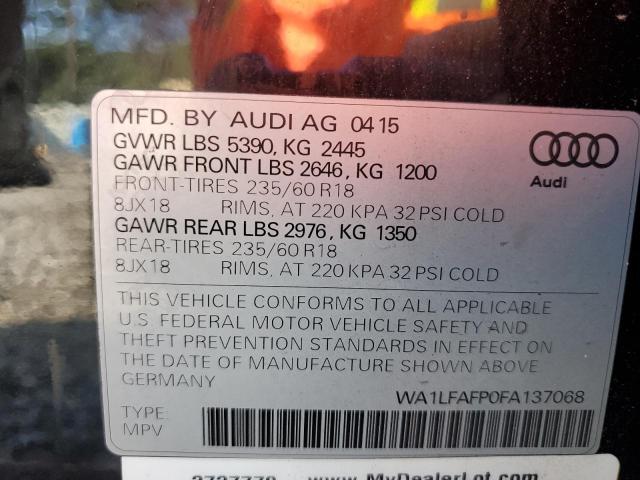 MFD. BY AUDI AG 04 15
GVWR LBS 5390, KG 2445
GAWR FRONT LBS 2646, KG 1200
FRONT-TIRES 235/60 R18
8JX18 RIMS, AT 220 KPA 32 PSI COLD
GAWR REAR LBS 2976, KG 1350
REAR-TIRES 235/60 R18
8JX18 RIMS, AT 220 KPA 32 PSI COLD
Audi
THIS VEHICLE CONFORMS TO ALL APPLICABLE
U.S. FEDERAL MOTOR VEHICLE SAFETY AND
THEFT PREVENTION STANDARDS IN EFFECT ON
THE DATE OF MANUFACTURE SHOWN ABOVE
GERMANY
WA1LFAFP0FA137068
TYPE:
MPV
MyDealerLot.com